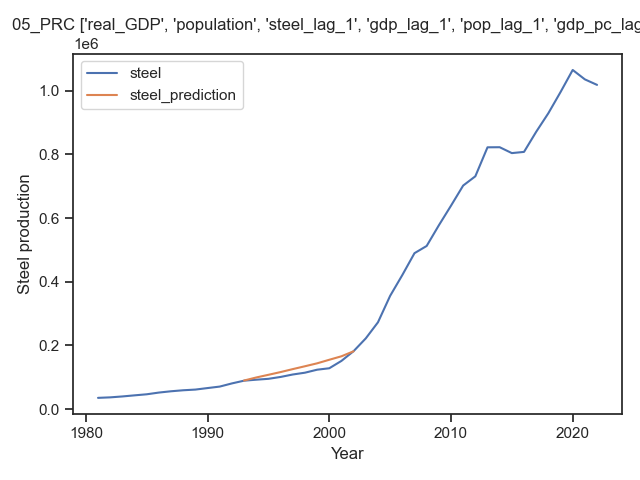 05_PRC ['real_GDP', 'population', 'steel_lag_1', 'gdp_lag_1', 'pop_lag_1', 'gdp_pc_lag
1e6
steel
steel_prediction
1.0
0.8
0.6
0.4
0.2
0.0
Steel production
1980 1990 2000 2010 2020
Year